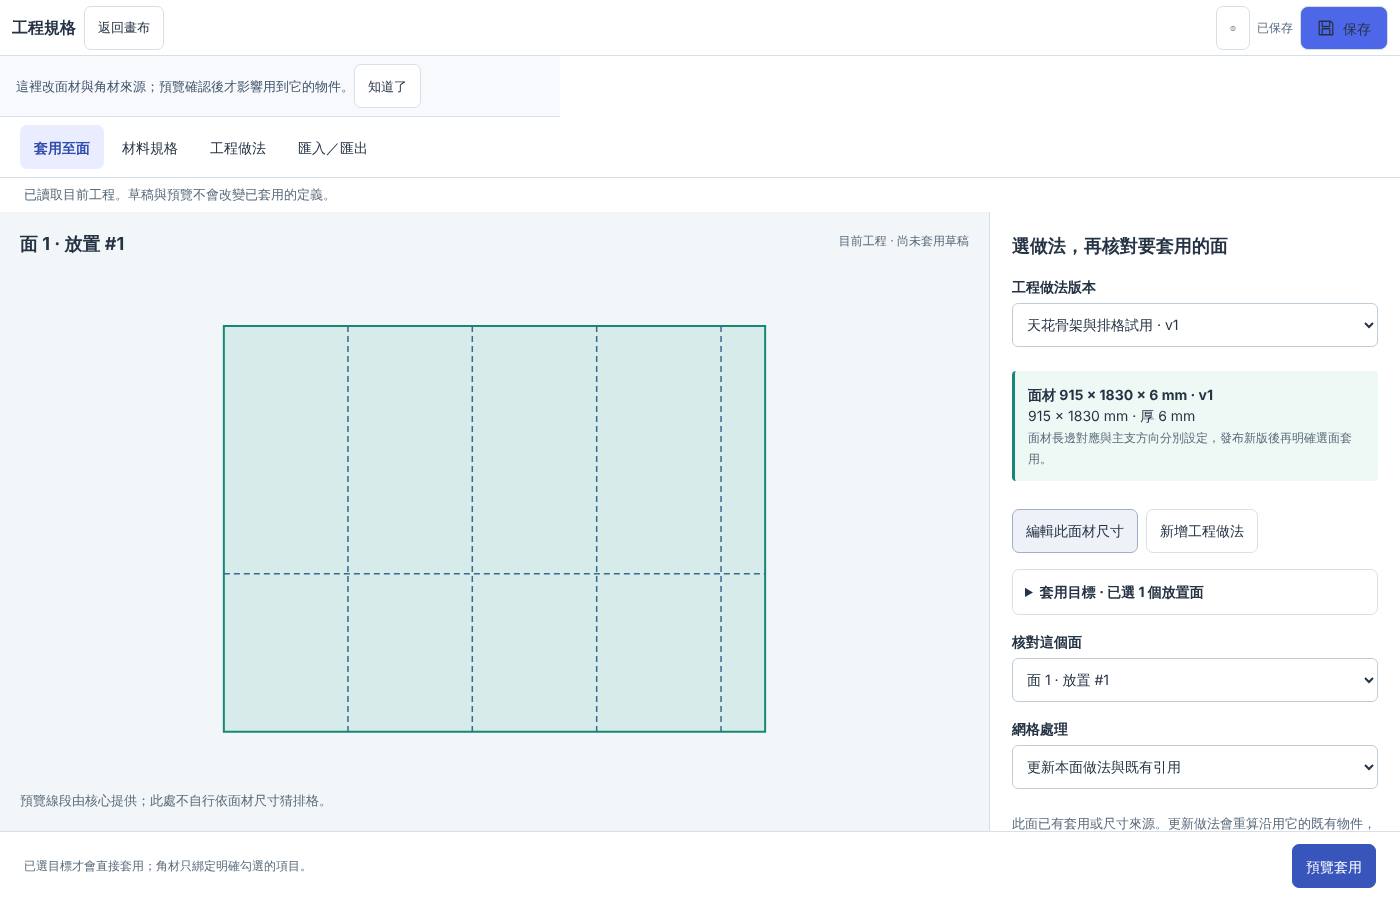 工程規格
返回畫布
已保存
保存
這裡改面材與角材來源；預覽確認後才影響用到它的物件。
知道了
套用至面
材料規格
工程做法
匯入／匯出
已讀取目前工程。草稿與預覽不會改變已套用的定義。
面 1 · 放置 #1
目前工程 · 尚未套用草稿
預覽線段由核心提供；此處不自行依面材尺寸猜排格。
選做法，再核對要套用的面
工程做法版本
天花骨架與排格試用 · v1
面材 915 × 1830 × 6 mm · v1
915 × 1830 mm · 厚 6 mm
面材長邊對應與主支方向分別設定，發布新版後再明確選面套
用。
編輯此面材尺寸
新增工程做法
套用目標 · 已選 1 個放置面
核對這個面
面 1 · 放置 #1
網格處理
更新本面做法與既有引用
此面已有套用或尺寸來源。更新做法會重算沿用它的既有物件，
已選目標才會直接套用；角材只綁定明確勾選的項目。
預覽套用